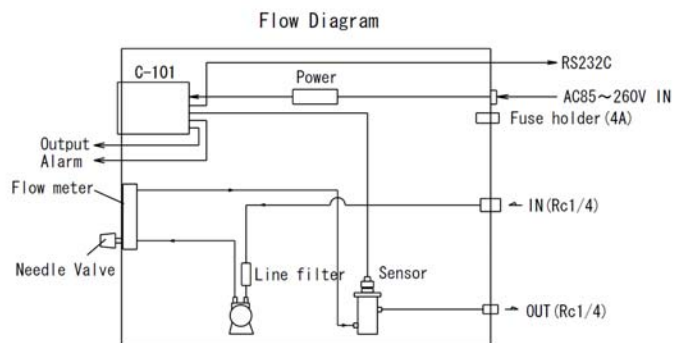 Flow Diagram
C-101
RS232C
Power
AC85～260V IN
Fuse holder(4A)
Output
Alarm
Flow meter
IN(Rc1/4)
Needle Valve
Line filter
Sensor
OUT(Rc1/4)